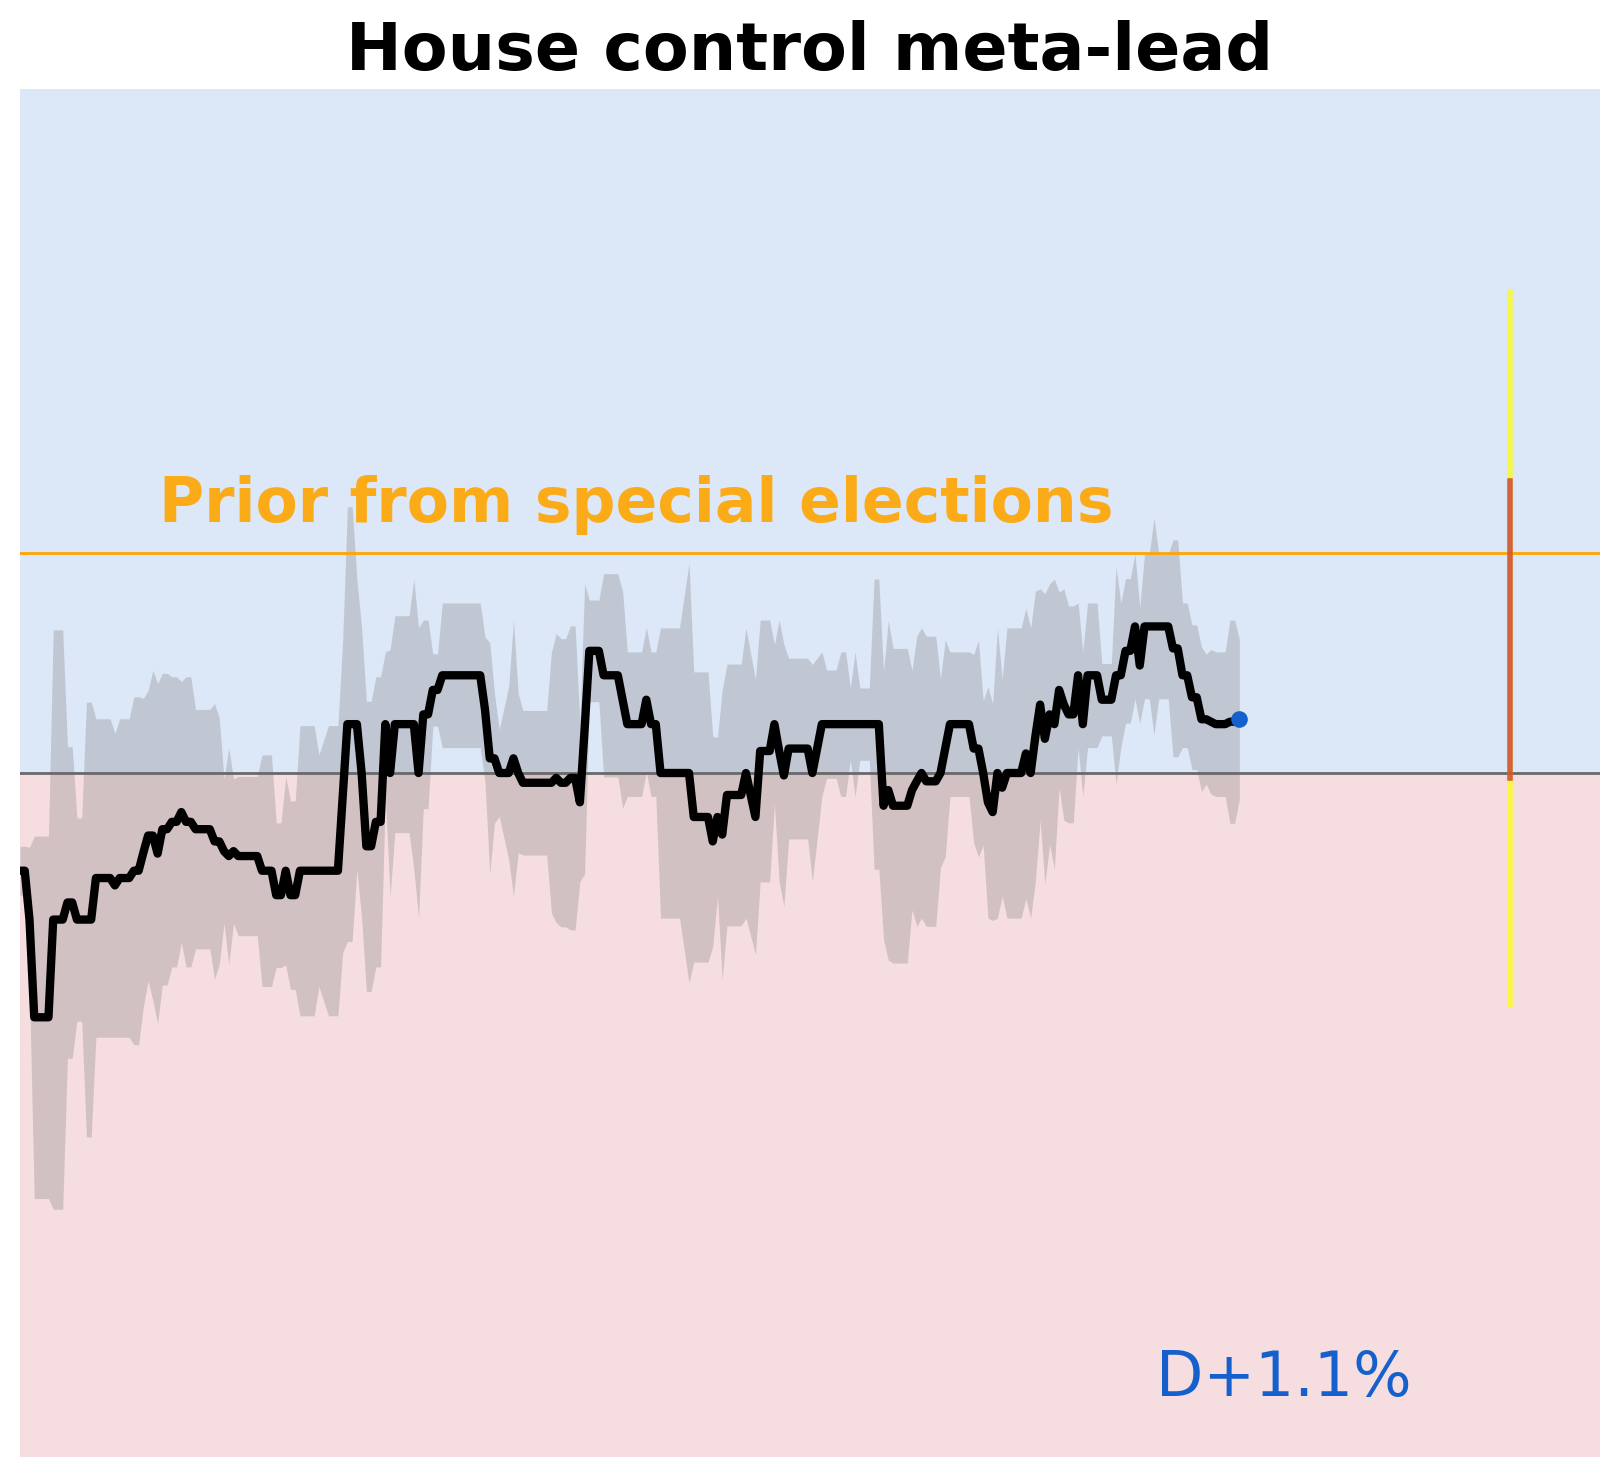 House control meta-lead
Prior from special elections
D+1.1%